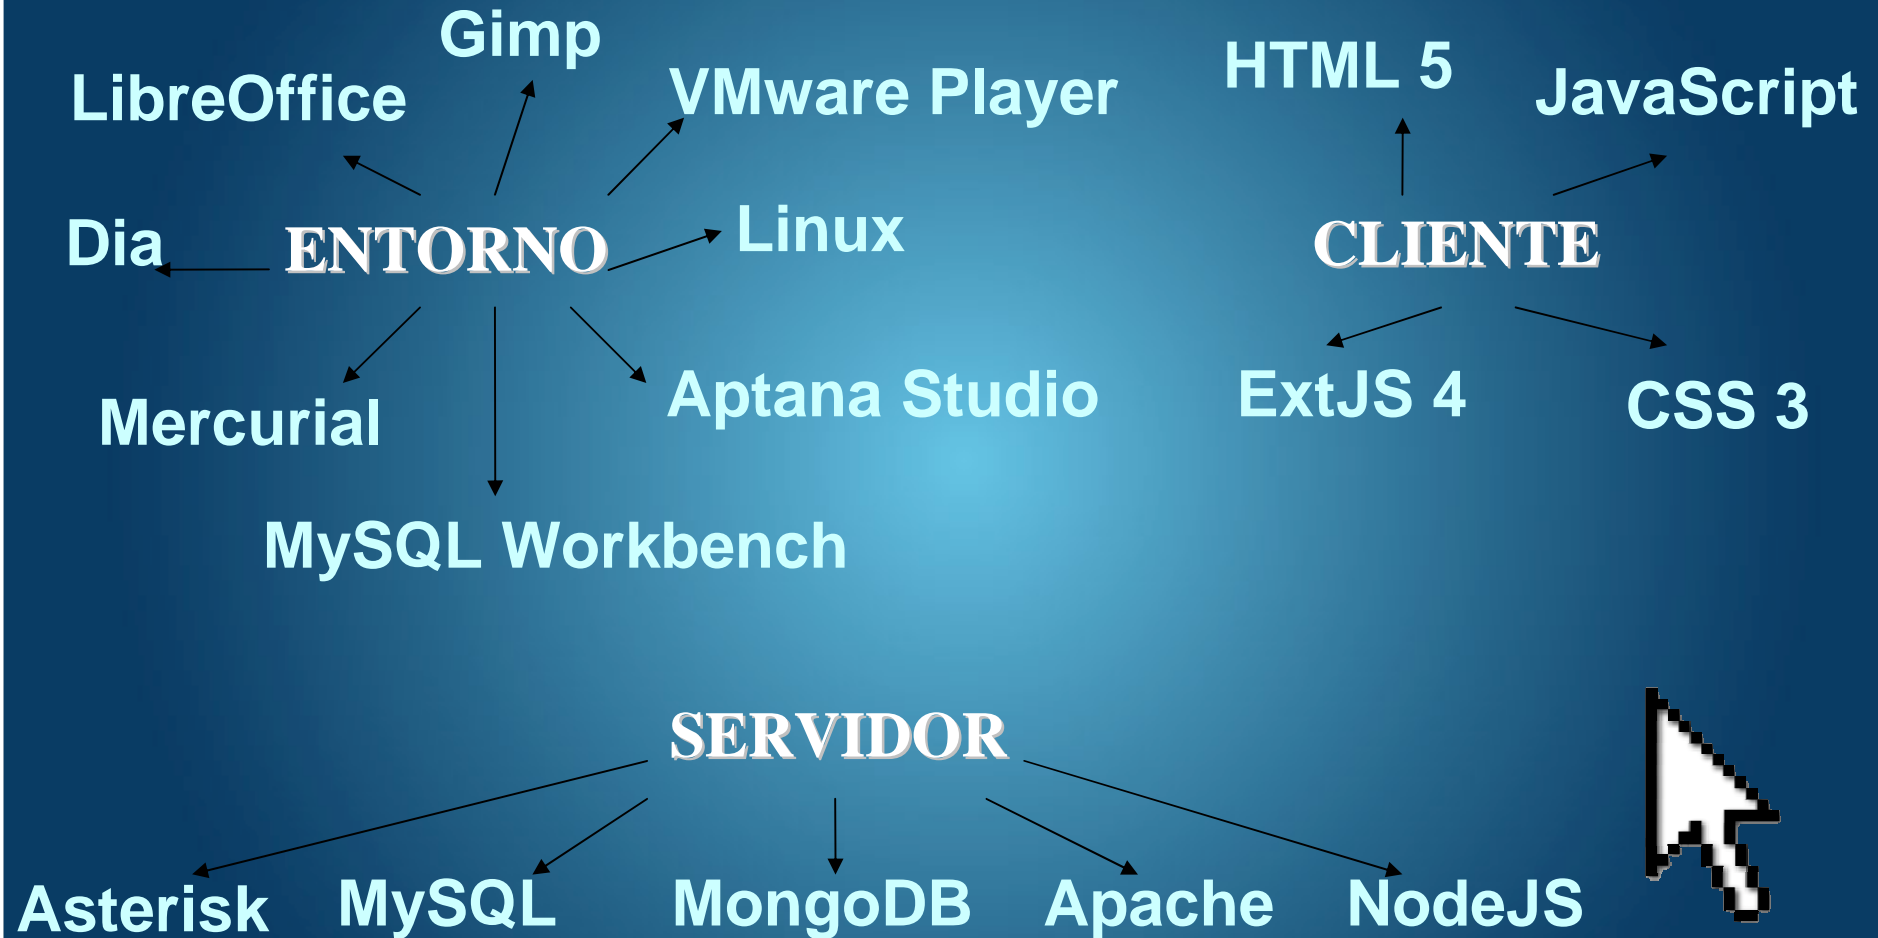 Gimp
LibreOffice
VMware Player
Dia
ENTORNO
Linux
Mercurial
Aptana Studio
MySQL Workbench
HTML 5
JavaScript
CLIENTE
ExtJS 4
CSS 3
SERVIDOR
Asterisk
MySQL
MongoDB
Apache
NodeJS